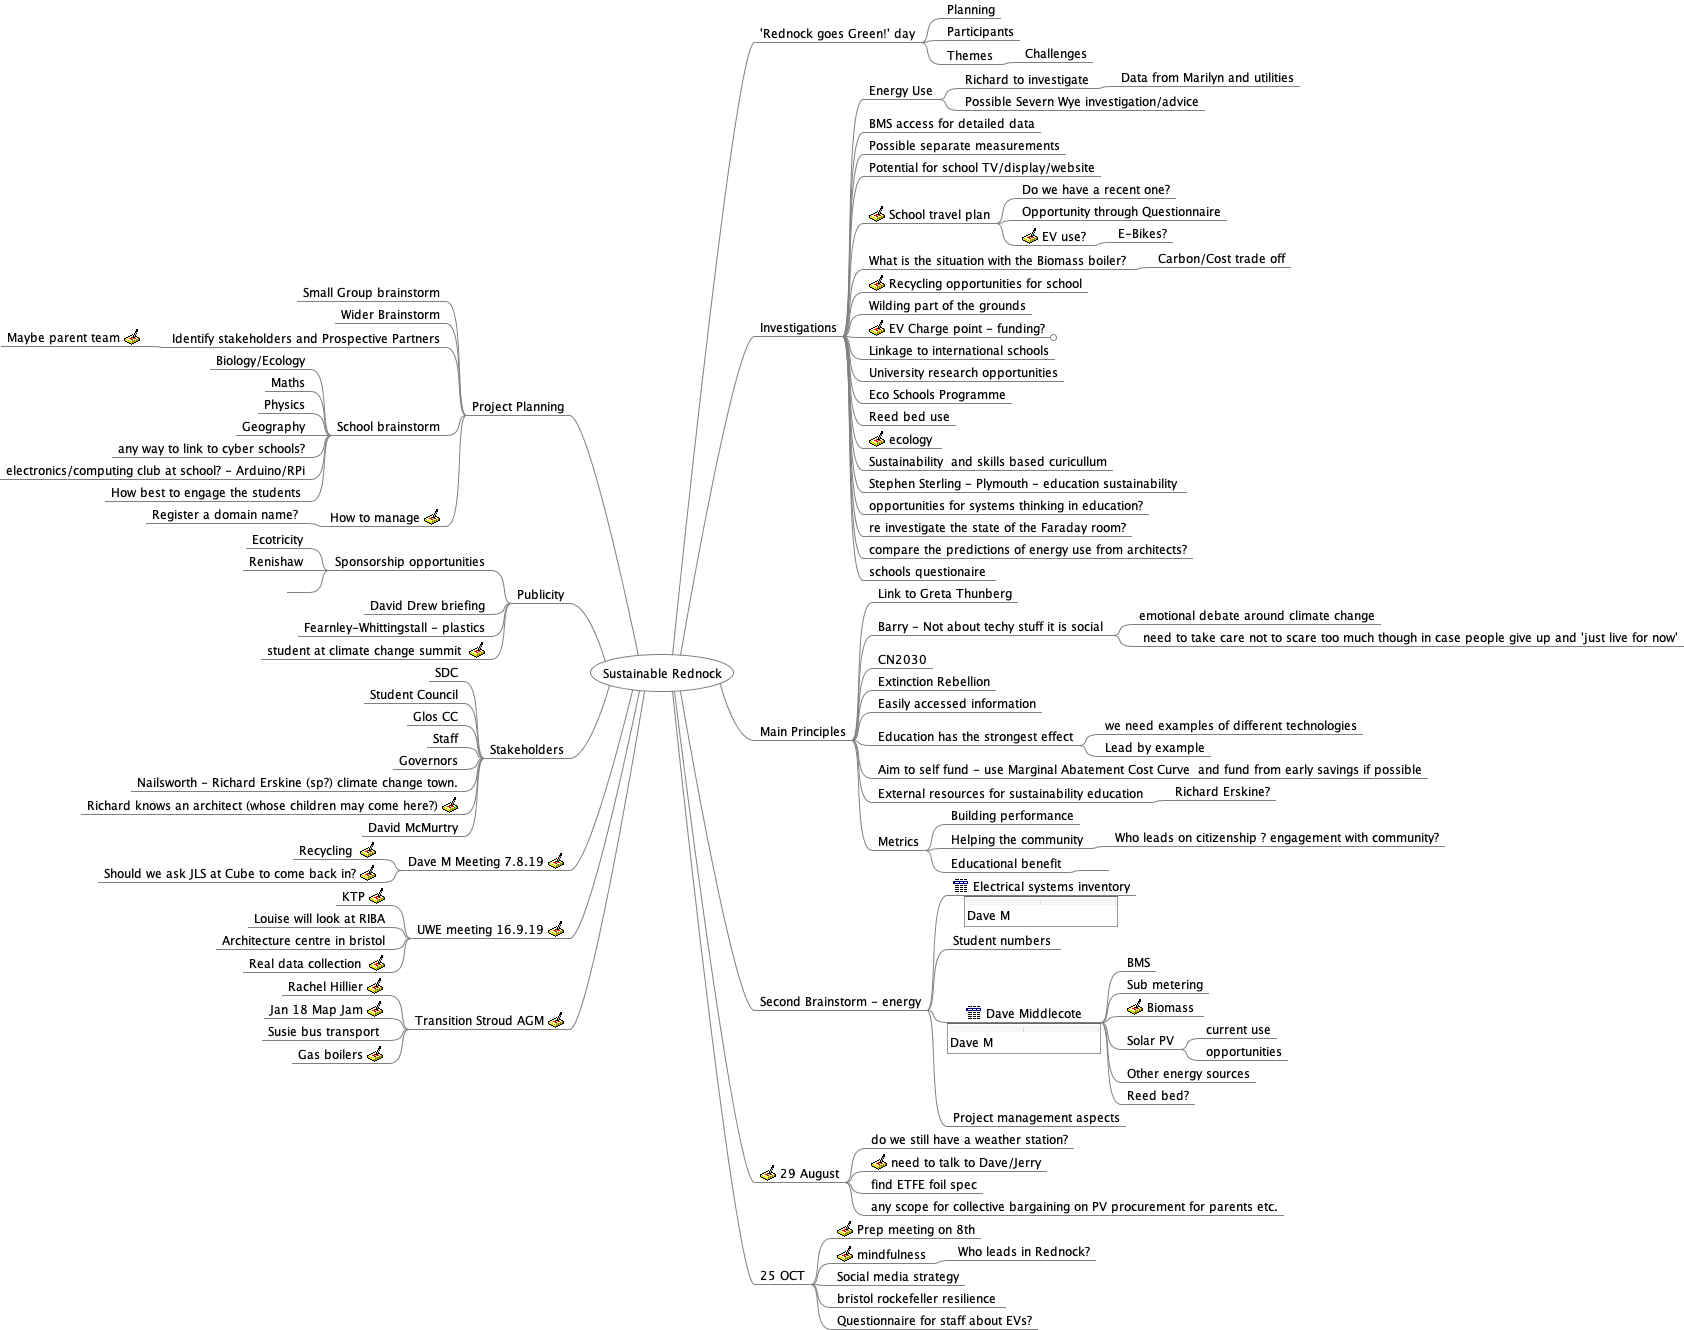 Sustainable Rednock
'Rednock goes Green!' day
Planning
Participants
Themes
Challenges
Investigations
Energy Use
Richard to investigate
Data from Marilyn and utilities
Possible Severn Wye investigation/advice
BMS access for detailed data
Possible separate measurements
Potential for school TV/display/website
School travel plan
Do we have a recent one?
Opportunity through Questionnaire
EV use?
E-Bikes?
What is the situation with the Biomass boiler?
Carbon/Cost trade off
Recycling opportunities for school
Wilding part of the grounds
EV Charge point - funding?
Linkage to international schools
University research opportunities
Eco Schools Programme
Reed bed use
ecology
Sustainability  and skills based curicullum
Stephen Sterling - Plymouth - education sustainability
opportunities for systems thinking in education?
re investigate the state of the Faraday room?
compare the predictions of energy use from architects?
schools questionaire
Main Principles
Link to Greta Thunberg
Barry - Not about techy stuff it is social
emotional debate around climate change
need to take care not to scare too much though in case people give up and 'just live for now'
CN2030
Extinction Rebellion
Easily accessed information
Education has the strongest effect
we need examples of different technologies
Lead by example
Aim to self fund - use Marginal Abatement Cost Curve  and fund from early savings if possible
External resources for sustainability education
Richard Erskine?
Metrics
Building performance
Helping the community
Who leads on citizenship ? engagement with community?
Educational benefit
Second Brainstorm - energy
Electrical systems inventory
Dave M
Student numbers
Dave Middlecote
Dave M
BMS
Sub metering
Biomass
Solar PV
current use
opportunities
Other energy sources
Reed bed?
Project management aspects
29 August
do we still have a weather station?
need to talk to Dave/Jerry
find ETFE foil spec
any scope for collective bargaining on PV procurement for parents etc.
25 OCT
Prep meeting on 8th
mindfulness
Who leads in Rednock?
Social media strategy
bristol rockefeller resilience
Questionnaire for staff about EVs?
Project Planning
Small Group brainstorm
Wider Brainstorm
Identify stakeholders and Prospective Partners
Maybe parent team
School brainstorm
Biology/Ecology
Maths
Physics
Geography
any way to link to cyber schools?
electronics/computing club at school? - Arduino/RPi
How best to engage the students
How to manage
Register a domain name?
Publicity
Sponsorship opportunities
Ecotricity
Renishaw
David Drew briefing
Fearnley-Whittingstall - plastics
student at climate change summit
Stakeholders
SDC
Student Council
Glos CC
Staff
Governors
Nailsworth - Richard Erskine (sp?) climate change town.
Richard knows an architect (whose children may come here?)
David McMurtry
Dave M Meeting 7.8.19
Recycling
Should we ask JLS at Cube to come back in?
UWE meeting 16.9.19
KTP
Louise will look at RIBA
Architecture centre in bristol
Real data collection
Transition Stroud AGM
Rachel Hillier
Jan 18 Map Jam
Susie bus transport
Gas boilers